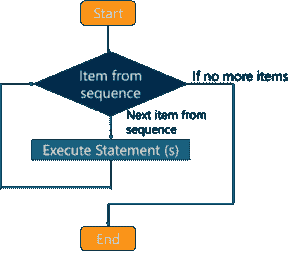 Start
Item from
sequence
If no more items
Next item from
sequence
Execute Statement (s)
End